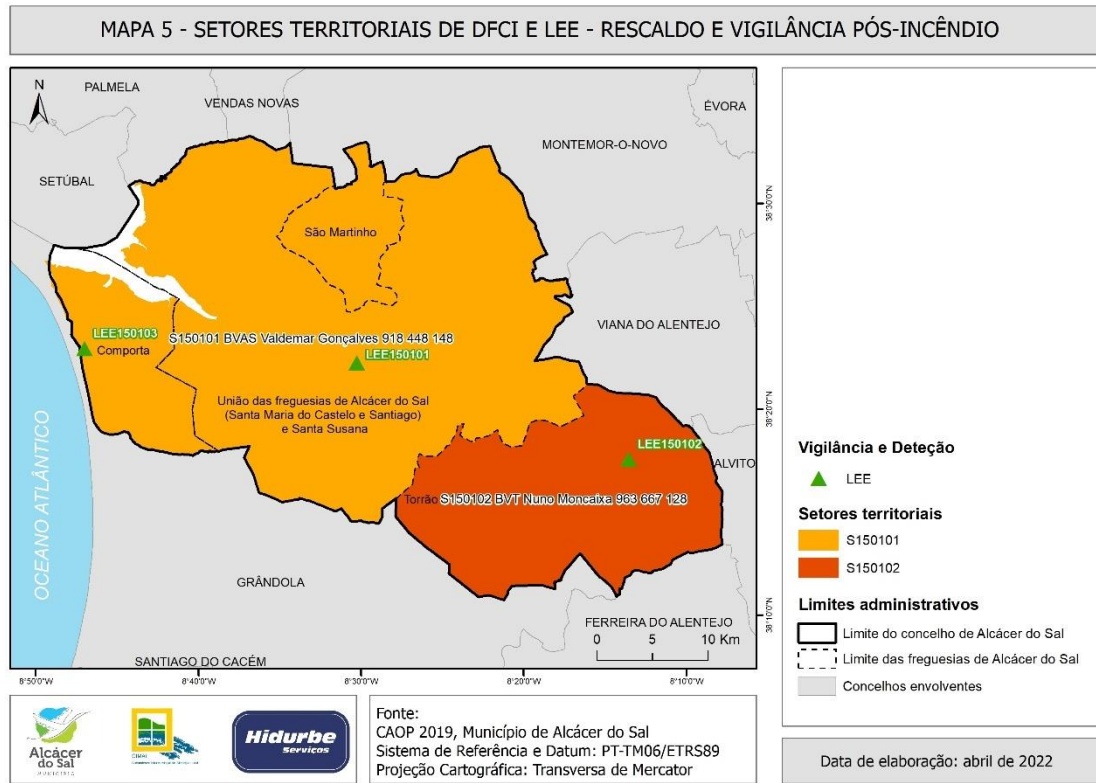 MAPA 5 - SETORES TERRITORIAIS DE DFCI E LEE - RESCALDO E VIGILÂNCIA PÓS-INCÊNDIO
N
PALMELA
VENDAS NOVAS
ÉVORA
MONTEMOR-O-NOVO
SETÚBAL
38°30'0"N
São Martinho
VIANA DO ALENTEJO
LEE150103
S150101 BVAS Valdemar Gonçalves 918 448 148
Comporta
LEE150101
38°20'0"N
União das freguesias de Alcácer do Sal
(Santa Maria do Castelo e Santiago)
e Santa Susana
LEE150102
ALVITO
Torrão
S150102 BVT Nuno Moncaixa 963 667 128
OCEANO ATLÂNTICO
GRÂNDOLA
38°10'0"N
FERREIRA DO ALENTEJO
0 5 10 Km
SANTIAGO DO CACÉM
8°50'0"W 8°40'0"W 8°30'0"W 8°20'0"W 8°10'0"W
Vigilância e Deteção
LEE
Setores territoriais
S150101
S150102
Limites administrativos
Limite do concelho de Alcácer do Sal
Limite das freguesias de Alcácer do Sal
Concelhos envolventes
Alcácer
do Sal
MUNICÍPIO
Hidurbe
Serviços
Fonte:
CAOP 2019, Município de Alcácer do Sal
Sistema de Referência e Datum: PT-TM06/ETRS89
Projeção Cartográfica: Transversa de Mercator
Data de elaboração: abril de 2022